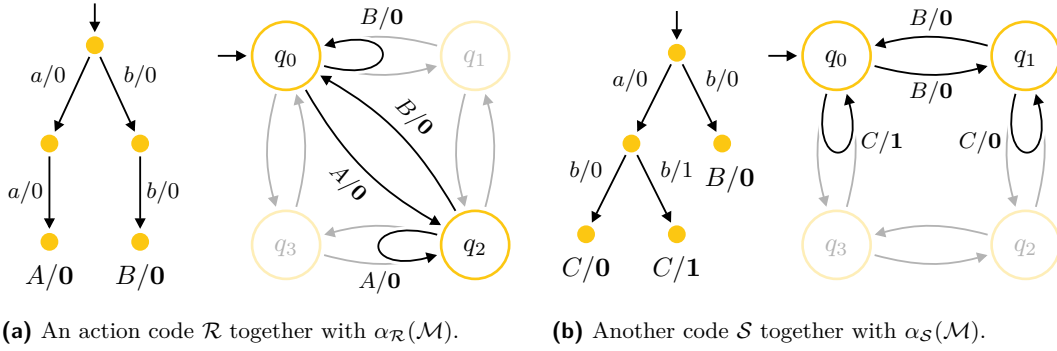 B/0
q0
q1
a/0
b/0
B/0
A/0
a/0
b/0
q3
q2
A/0
A/0
B/0
(a) An action code R together with αR(M).
B/0
q0
q1
a/0
b/0
B/0
C/1
C/0
b/0
b/1
B/0
q3
q2
C/0
C/1
(b) Another code S together with αS(M).